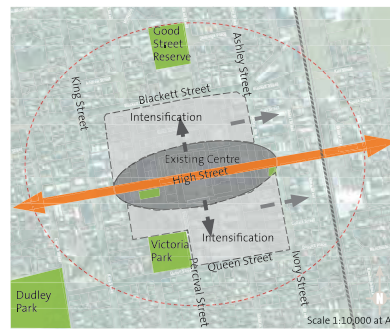 Good
Street
Reserve
Ashley Street
King Street
Blackett Street
Intensification
Existing Centre
High Street
Intensification
Victoria
Park
Percival Street
Queen Street
Ivory Street
Dudley
Park
N
Scale 1:10,000 at A